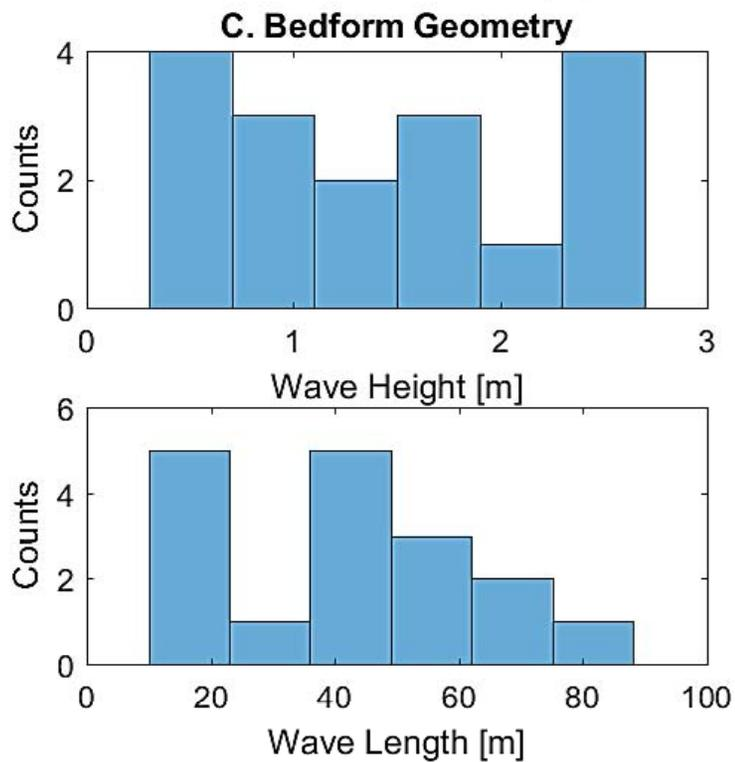 C. Bedform Geometry
4
2
0
Counts
0 1 2 3
Wave Height [m]
6
4
2
0
Counts
0 20 40 60 80 100
Wave Length [m]